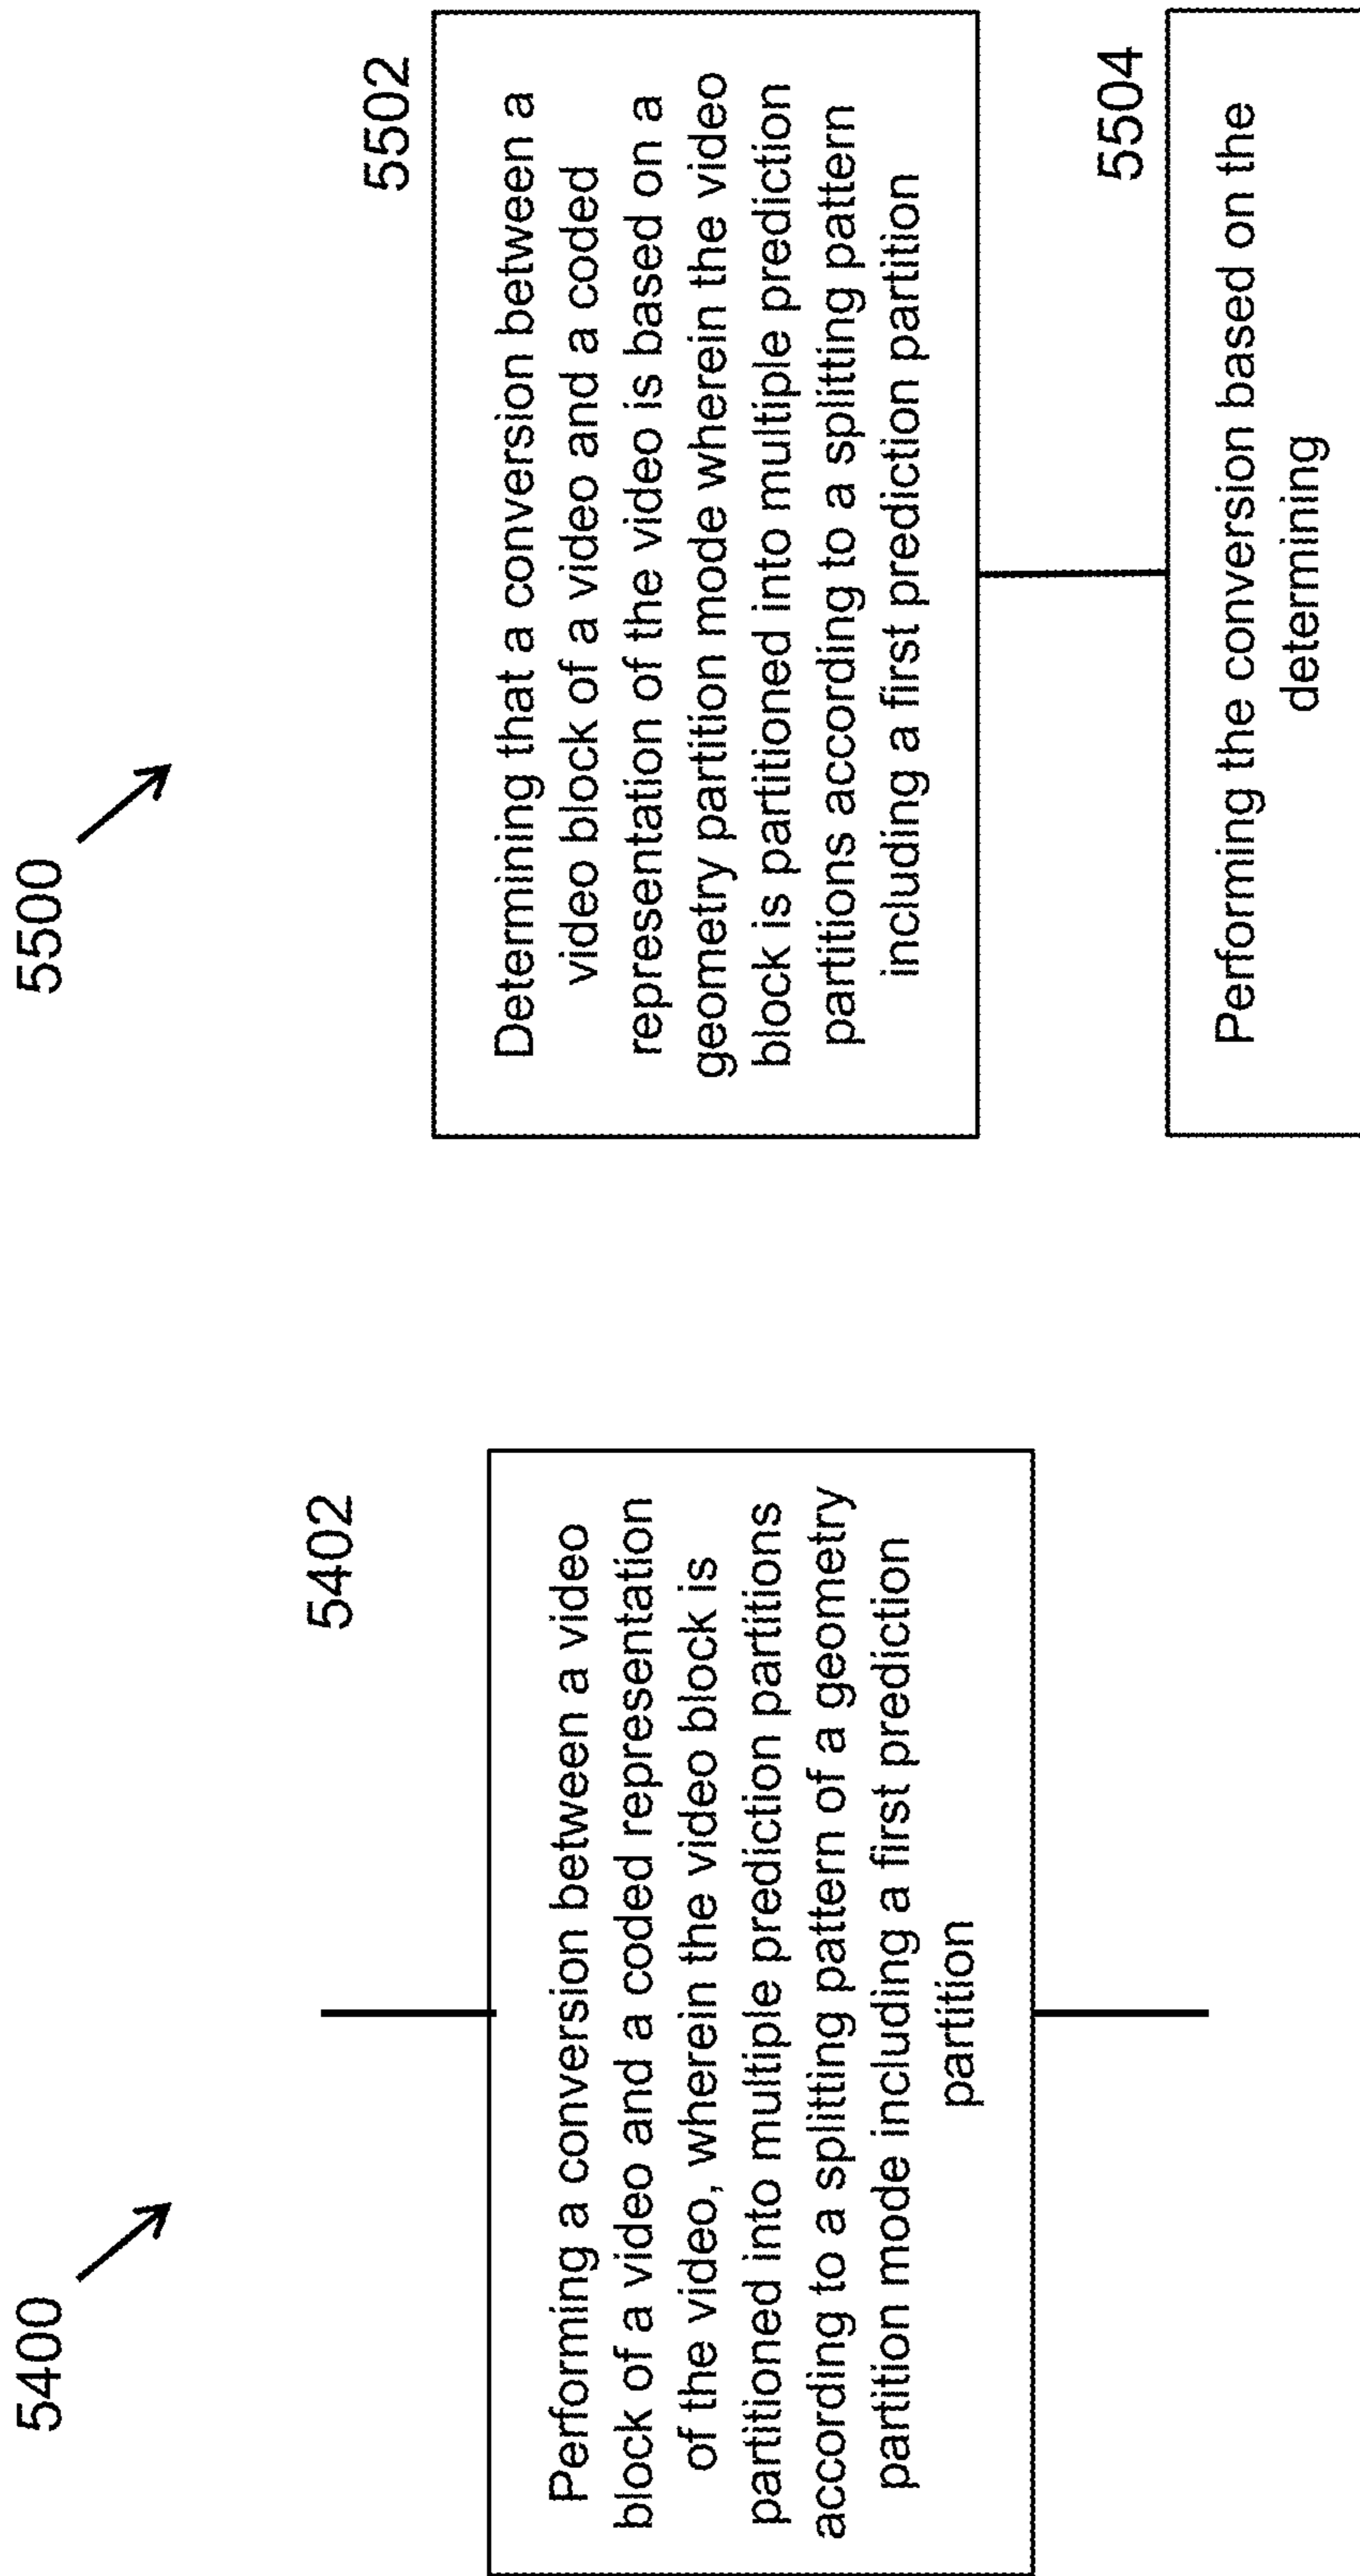 5400
5402
Performing a conversion between a video
block of a video and a coded representation
of the video, wherein the video block is
partitioned into multiple prediction partitions
according to a splitting pattern of a geometry
partition mode including a first prediction
partition
5500
5502
Determining that a conversion between a
video block of a video and a coded
representation of the video is based on a
geometry partition mode wherein the video
block is partitioned into multiple prediction
partitions according to a splitting pattern
including a first prediction partition
5504
Performing the conversion based on the
determining